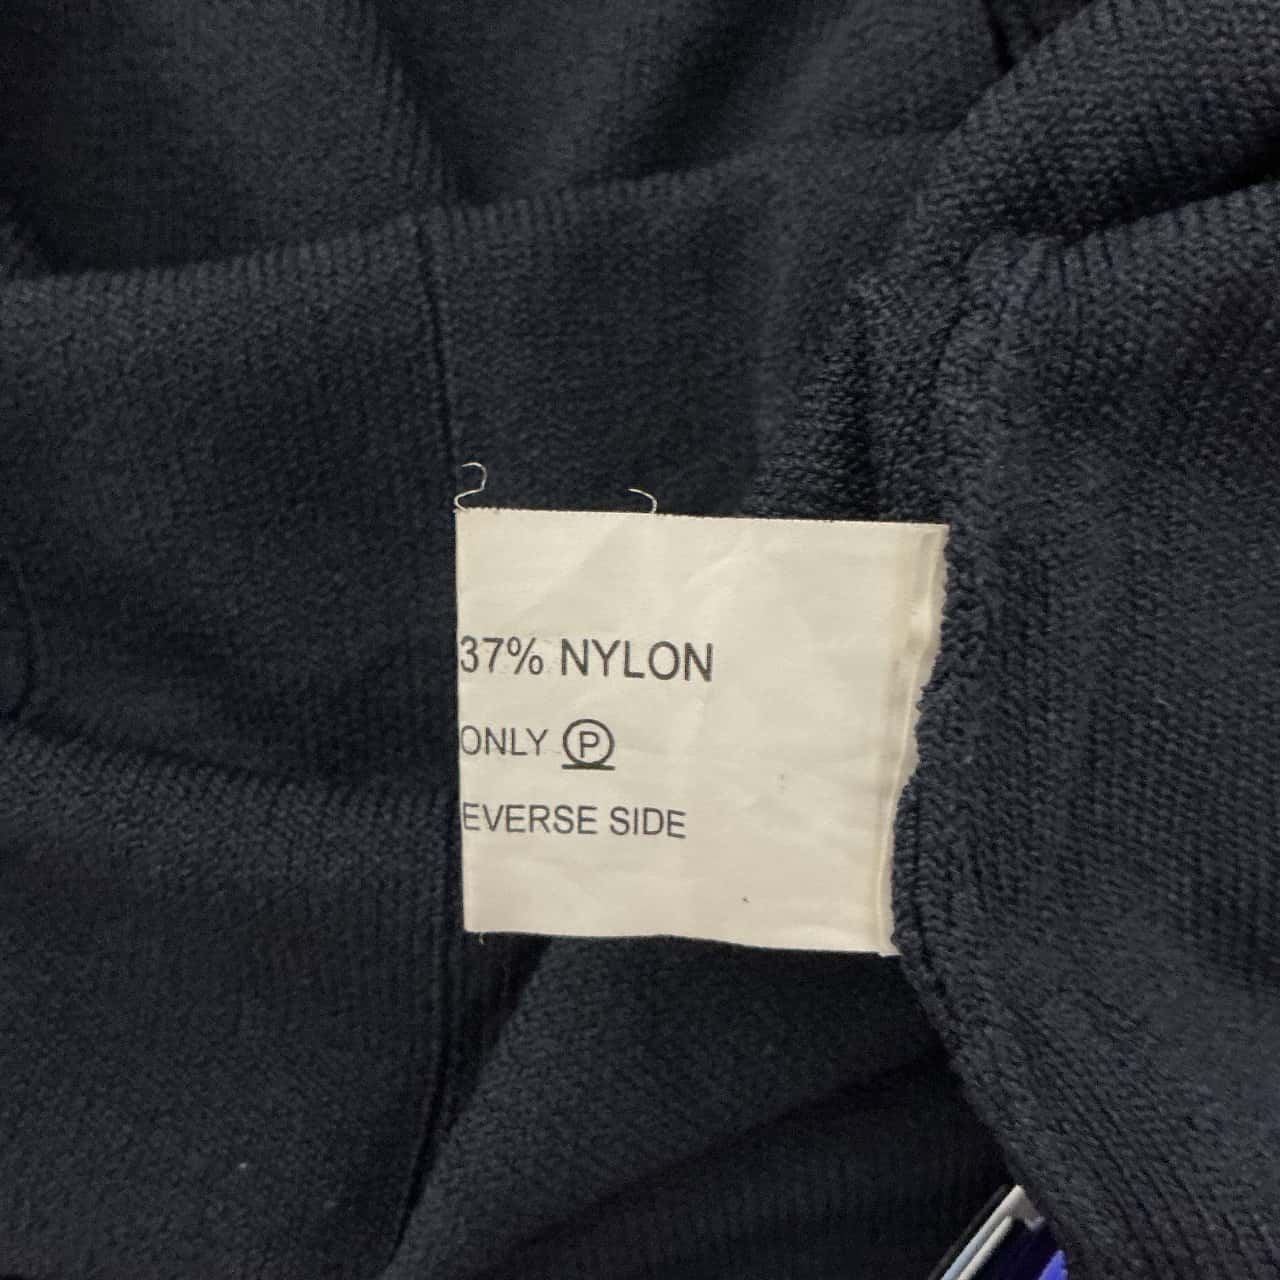 37% NYLON
ONLY Ⓟ
EVERSE SIDE